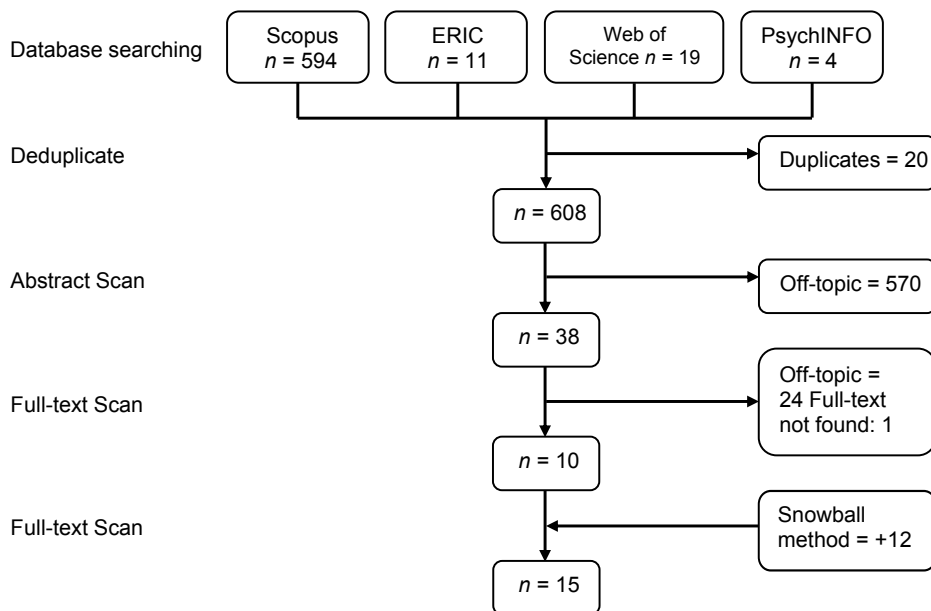 Database searching
Scopus
n = 594
ERIC
n = 11
Web of
Science n = 19
PsychINFO
n = 4
Deduplicate
Duplicates = 20
n = 608
Abstract Scan
Off-topic = 570
n = 38
Full-text Scan
Off-topic =
24 Full-text
not found: 1
n = 10
Full-text Scan
Snowball
method = +12
n = 15